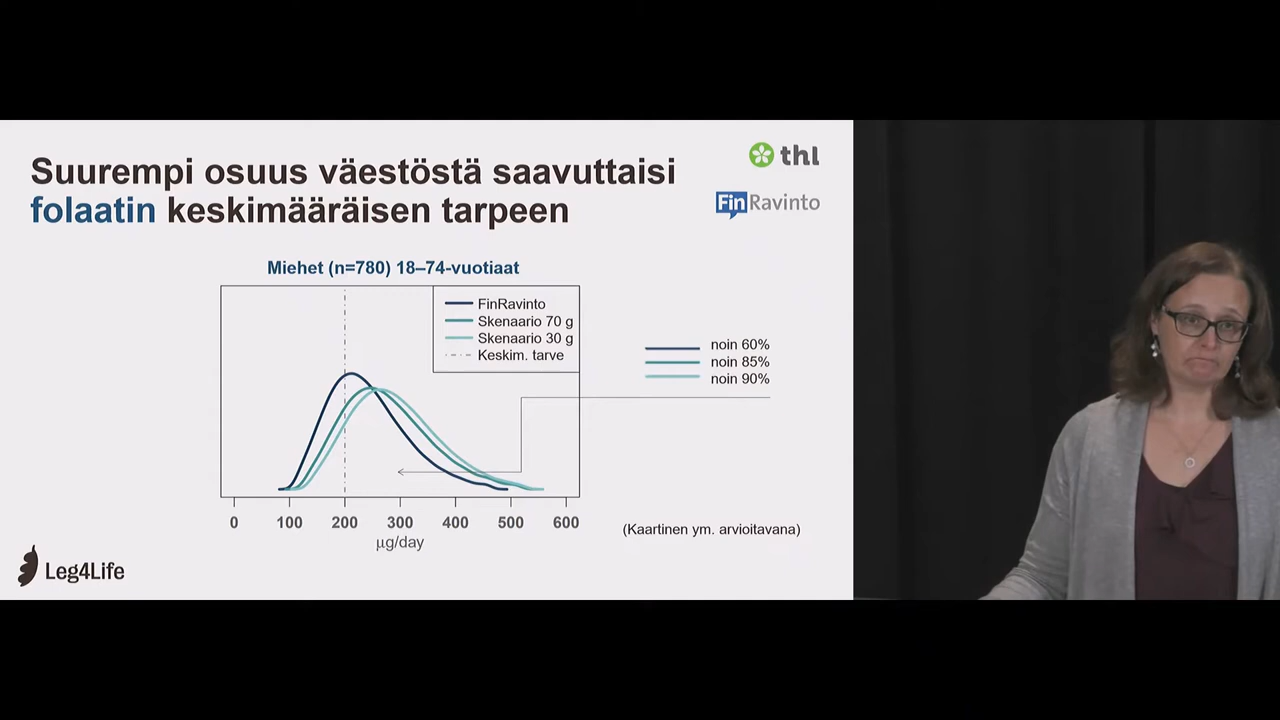 Suurempi osuus väestöstä saavuttaisi
folaatin keskimääräisen tarpeen
thl
FinRavinto
Miehet (n=780) 18–74-vuotiaat
FinRavinto
Skenaario 70 g
Skenaario 30 g
Keskim. tarve
noin 60%
noin 85%
noin 90%
0 100 200 300 400 500 600
µg/day
(Kaartinen ym. arvioitavana)
Leg4Life